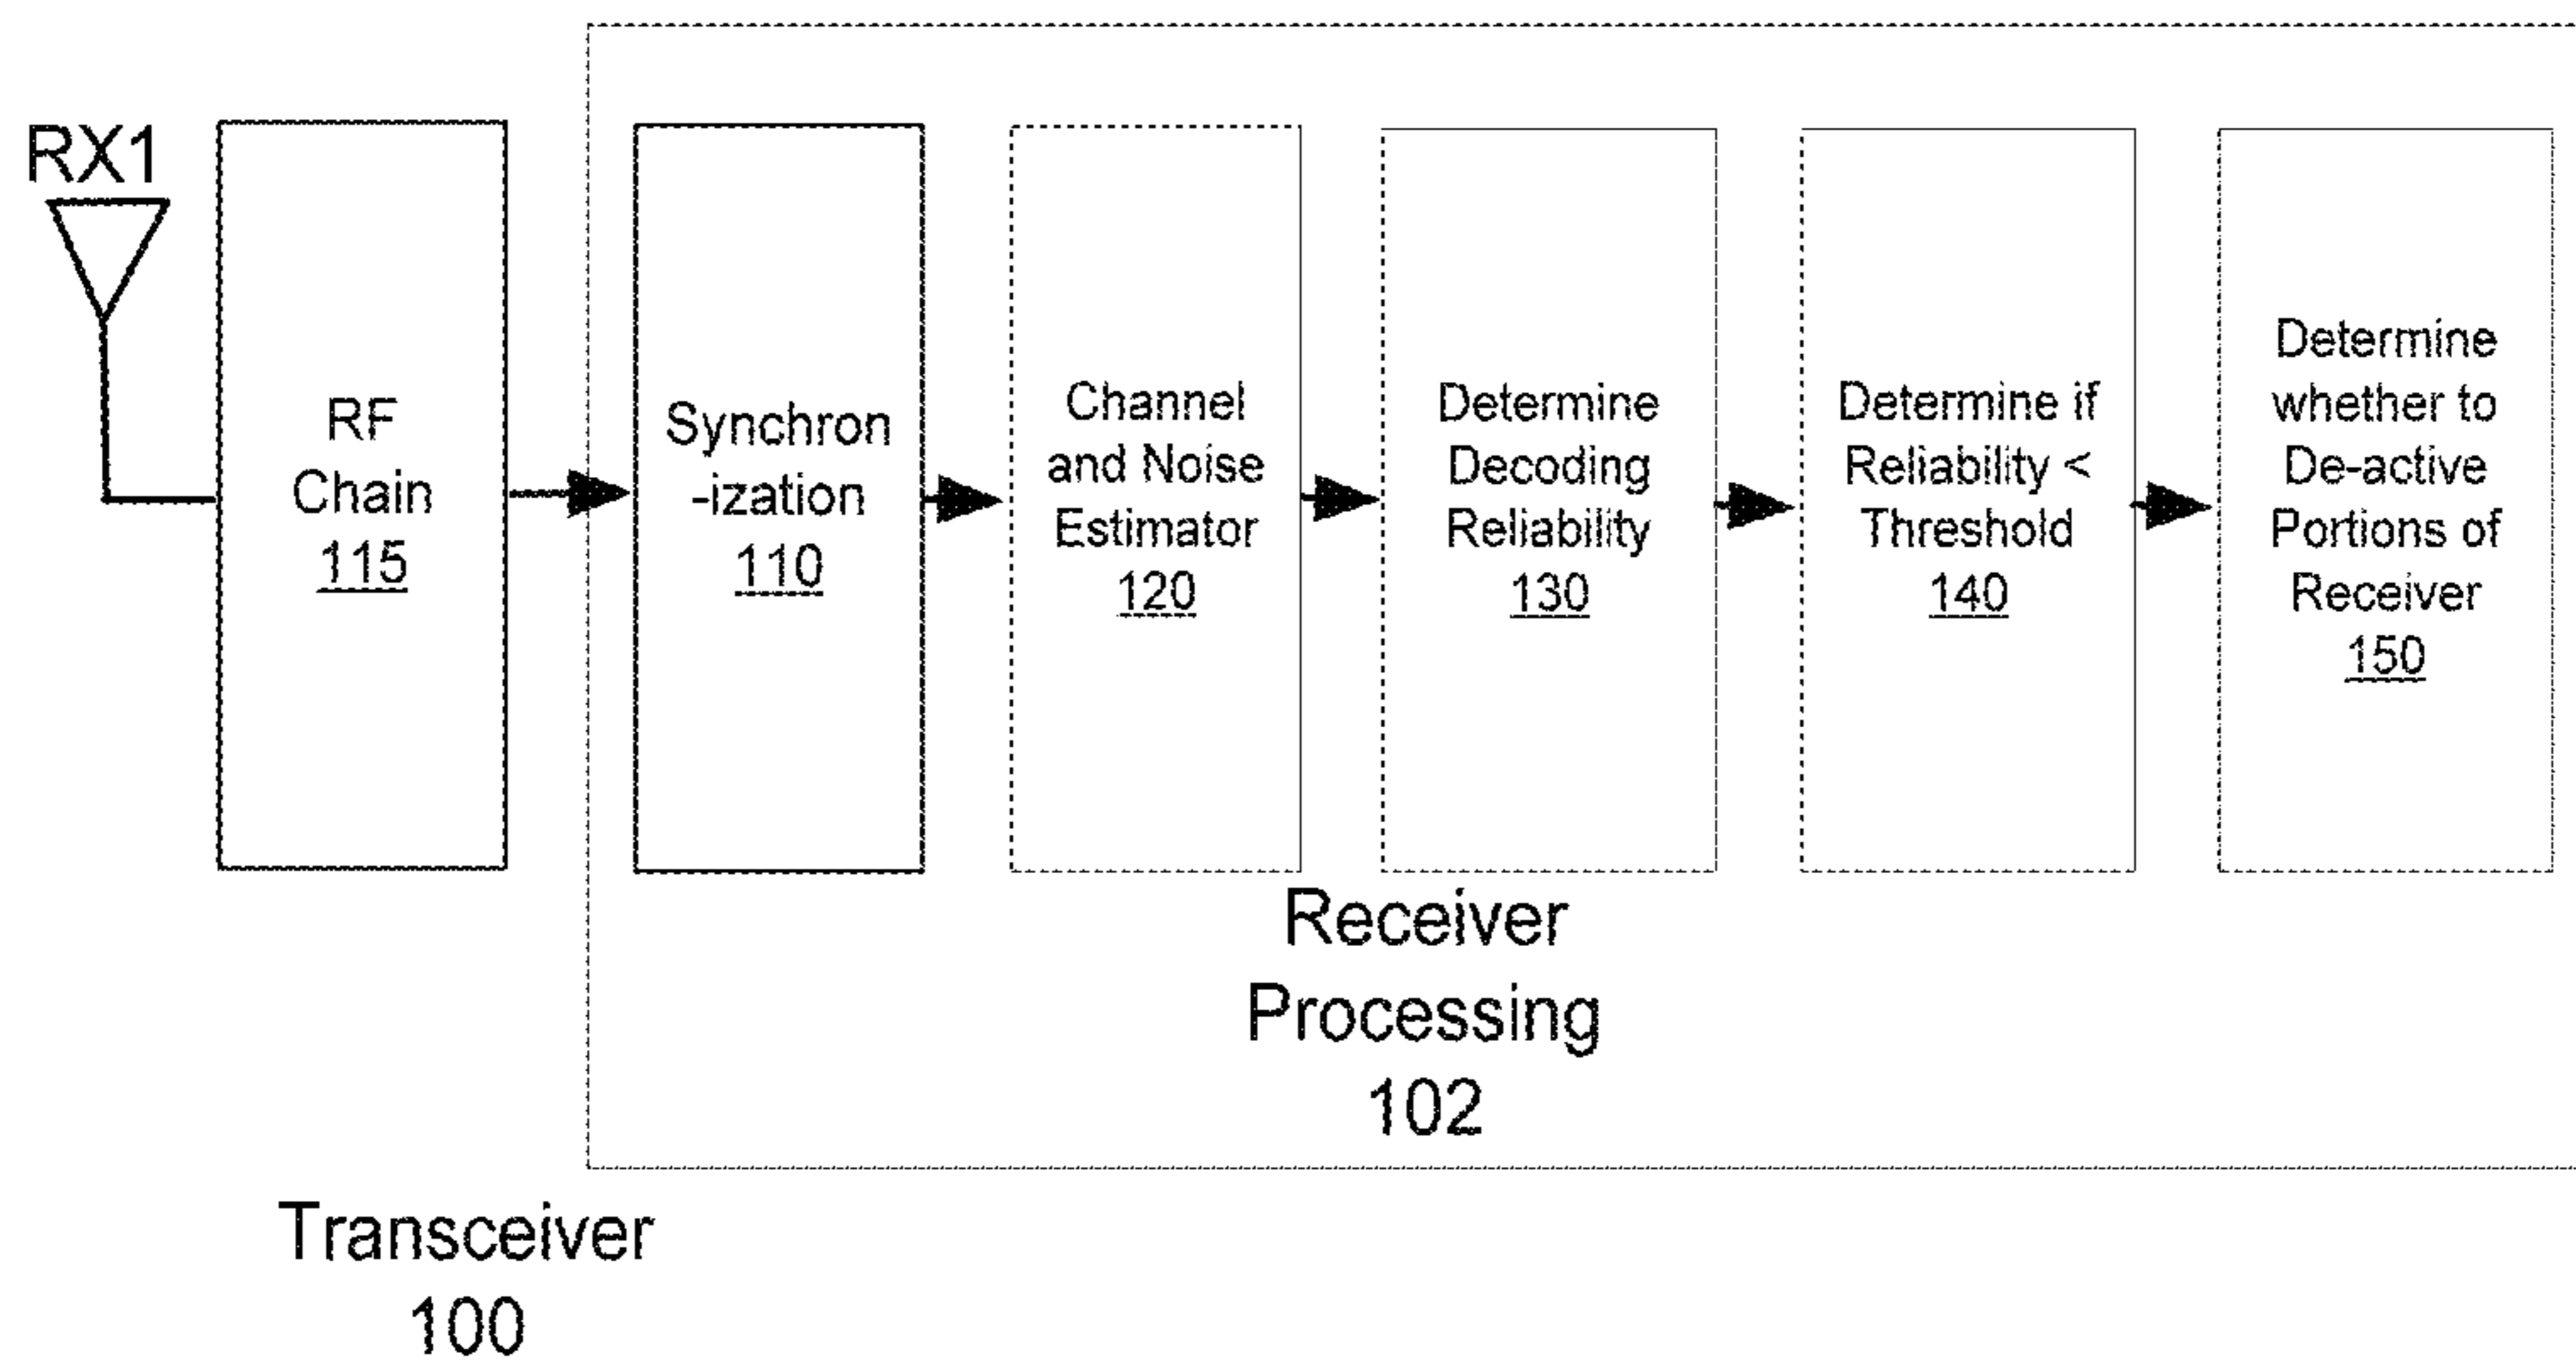 RX1
RF
Chain
115
Synchron
-ization
110
Channel
and Noise
Estimator
120
Determine
Decoding
Reliability
130
Determine if
Reliability <
Threshold
140
Determine
whether to
De-active
Portions of
Receiver
150
Receiver
Processing
102
Transceiver
100